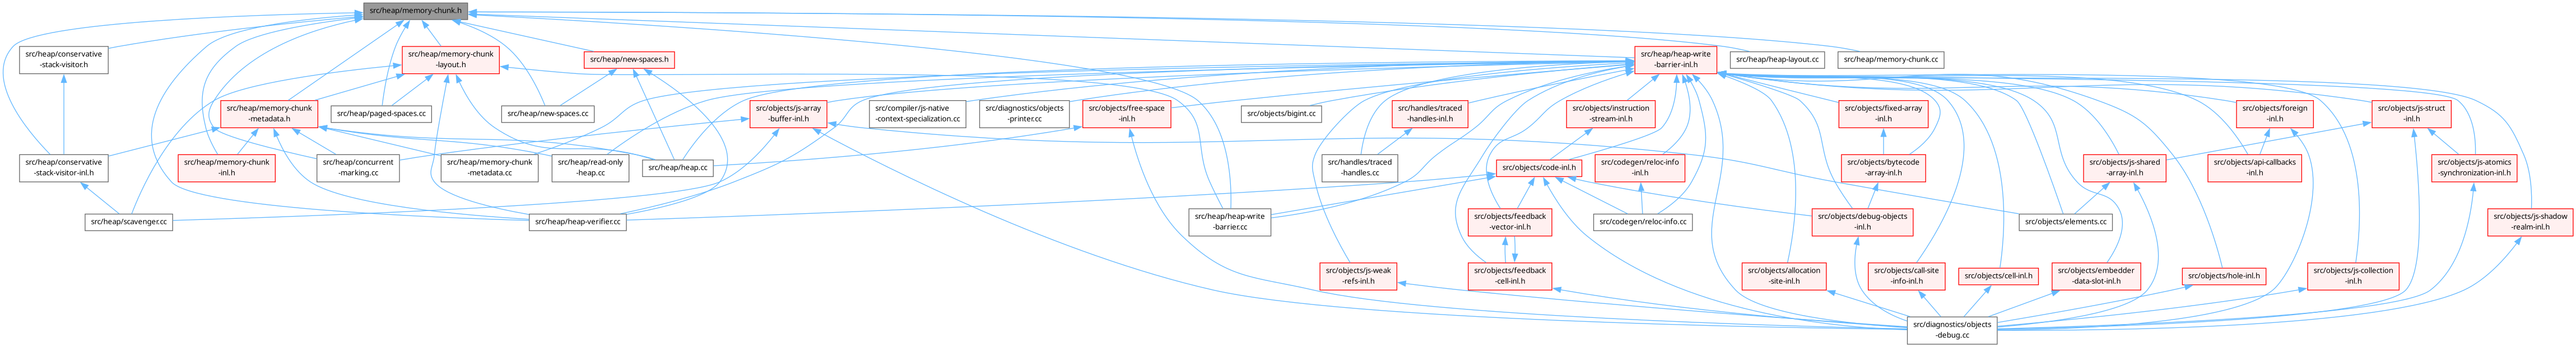 src/heap/memory-chunk.h
src/heap/conservative
-stack-visitor.h
src/heap/memory-chunk
-layout.h
src/heap/new-spaces.h
src/heap/heap-write
-barrier-inl.h
src/heap/heap-layout.cc
src/heap/memory-chunk.cc
src/heap/memory-chunk
-metadata.h
src/heap/paged-spaces.cc
src/heap/new-spaces.cc
src/objects/js-array
-buffer-inl.h
src/compiler/js-native
-context-specialization.cc
src/diagnostics/objects
-printer.cc
src/objects/free-space
-inl.h
src/objects/bigint.cc
src/handles/traced
-handles-inl.h
src/objects/instruction
-stream-inl.h
src/objects/fixed-array
-inl.h
src/objects/foreign
-inl.h
src/objects/js-struct
-inl.h
src/heap/conservative
-stack-visitor-inl.h
src/heap/memory-chunk
-inl.h
src/heap/concurrent
-marking.cc
src/heap/memory-chunk
-metadata.cc
src/heap/read-only
-heap.cc
src/heap/heap.cc
src/handles/traced
-handles.cc
src/objects/code-inl.h
src/codegen/reloc-info
-inl.h
src/objects/bytecode
-array-inl.h
src/objects/js-shared
-array-inl.h
src/objects/api-callbacks
-inl.h
src/objects/js-atomics
-synchronization-inl.h
src/heap/scavenger.cc
src/heap/heap-verifier.cc
src/heap/heap-write
-barrier.cc
src/objects/feedback
-vector-inl.h
src/codegen/reloc-info.cc
src/objects/debug-objects
-inl.h
src/objects/elements.cc
src/objects/js-shadow
-realm-inl.h
src/objects/js-weak
-refs-inl.h
src/objects/feedback
-cell-inl.h
src/objects/allocation
-site-inl.h
src/objects/call-site
-info-inl.h
src/objects/cell-inl.h
src/objects/embedder
-data-slot-inl.h
src/objects/hole-inl.h
src/objects/js-collection
-inl.h
src/diagnostics/objects
-debug.cc